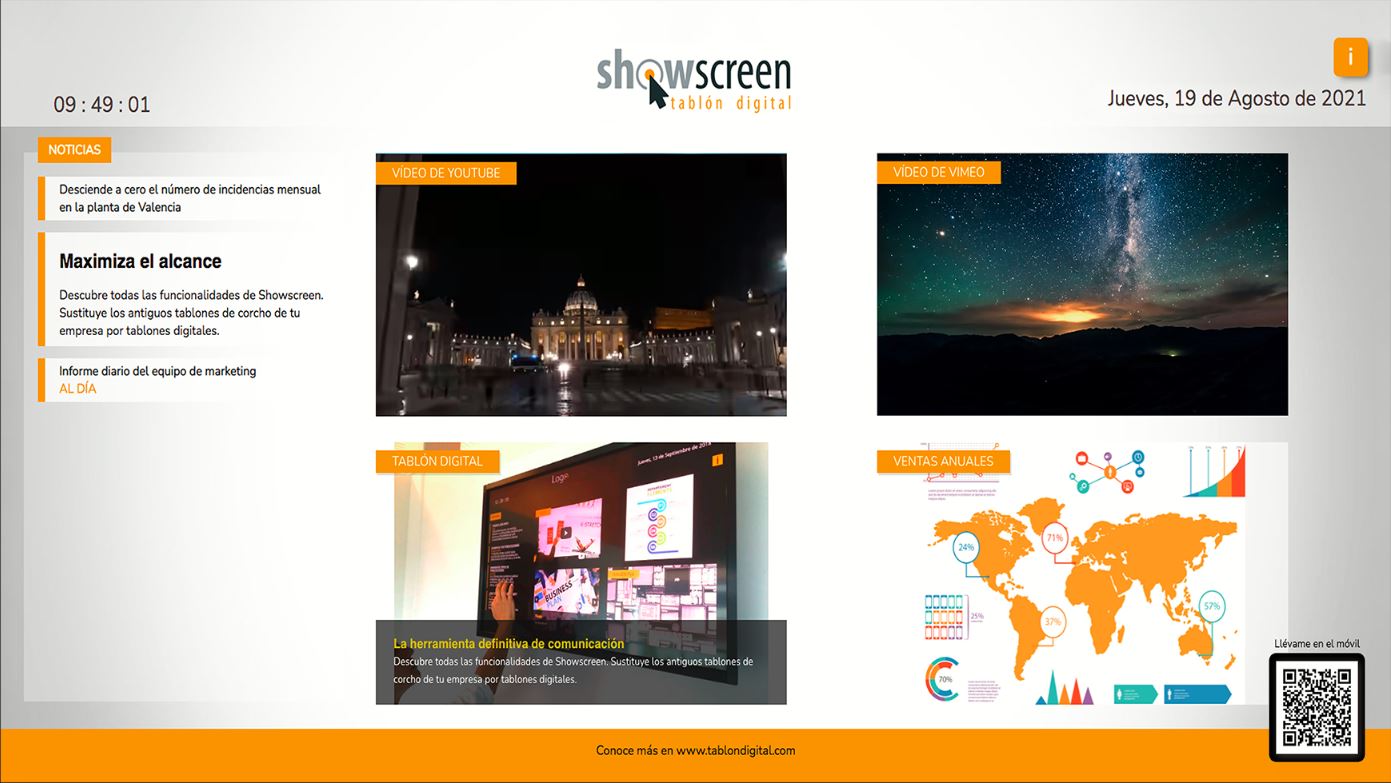 showscreen
tablón digital
i
09 : 49 : 01
Jueves, 19 de Agosto de 2021
NOTICIAS
Desciende a cero el número de incidencias mensual
en la planta de Valencia
Maximiza el alcance
Descubre todas las funcionalidades de Showscreen.
Sustituye los antiguos tablones de corcho de tu
empresa por tablones digitales.
Informe diario del equipo de marketing
AL DÍA
VÍDEO DE YOUTUBE
VÍDEO DE VIMEO
TABLÓN DIGITAL
Jueves, 13 de Septiembre de 2018
i
Logo
BUSINESS
PLAN
La herramienta definitiva de comunicación
Descubre todas las funcionalidades de Showscreen. Sustituye los antiguos tablones de
corcho de tu empresa por tablones digitales.
VENTAS ANUALES
24%
71%
57%
37%
25%
70%
Llévame en el móvil
Conoce más en www.tablondigital.com